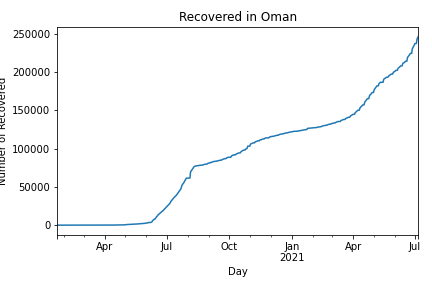 Recovered in Oman
Number of Recovered
250000
200000
150000
100000
50000
0
Apr
Jul
Oct
Jan
2021
Apr
Jul
Day